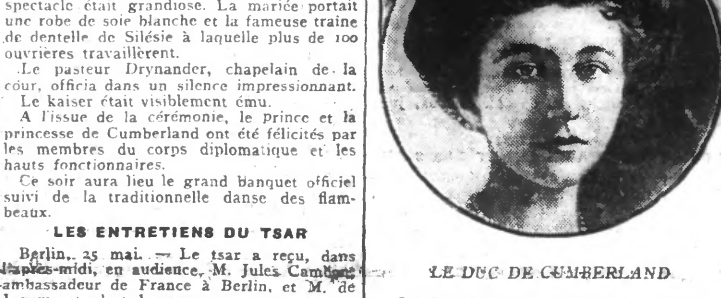 spectacle était grandiose. La mariée portait
une robe de soie blanche et la fameuse traîne
de dentelle de Silésie à laquelle plus de 100
ouvrières travaillèrent.
Le pasteur Drynander, chapelain de la
cour, officia dans un silence impressionnant.
Le kaiser était visiblement ému.
A l'issue de la cérémonie, le prince et la
princesse de Cumberland ont été félicités par
les membres du corps diplomatique et les
hauts fonctionnaires.
Ce soir aura lieu le grand banquet officiel
suivi de la traditionnelle danse des flam-
beaux.
LES ENTRETIENS DU TSAR
Berlin, 25 mai. — Le tsar a reçu, dans
l'après-midi, en audience, M. Jules Cambon,
ambassadeur de France à Berlin, et M. de
LE DUC DE CUMBERLAND